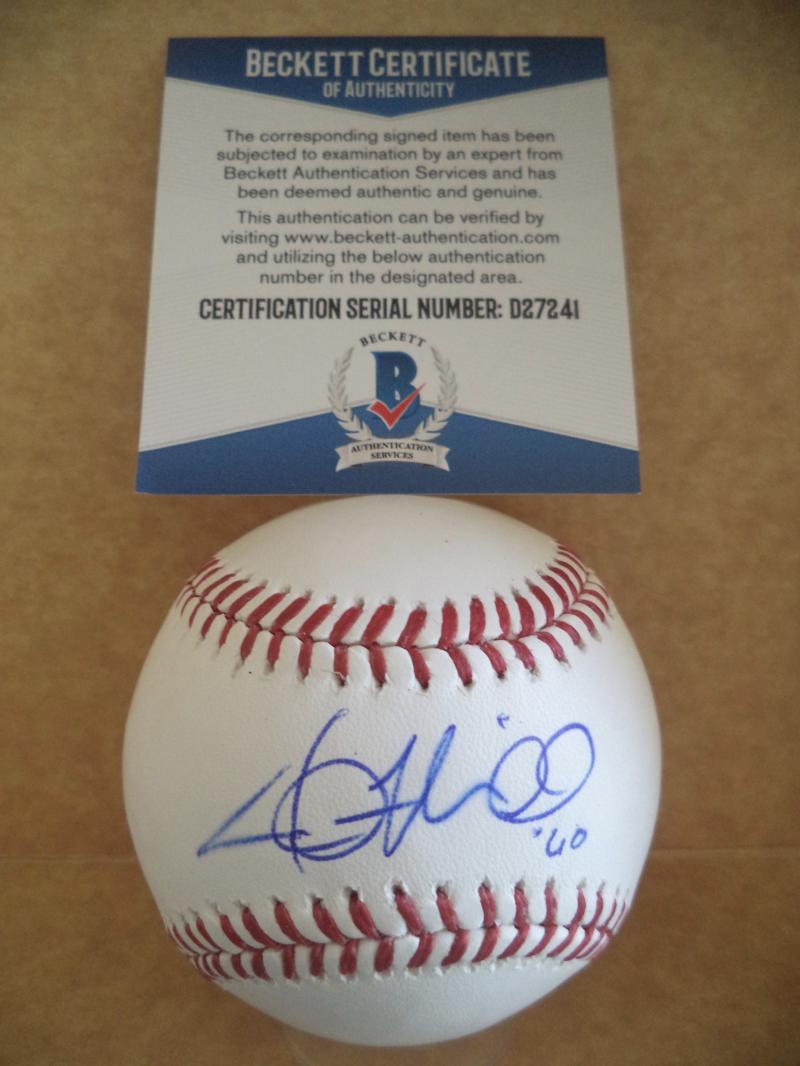 BECKETT CERTIFICATE
OF AUTHENTICITY
The corresponding signed item has been
subjected to examination by an expert from
Beckett Authentication Services and has
been deemed authentic and genuine.
This authentication can be verified by
visiting www.beckett-authentication.com
and utilizing the below authentication
number in the designated area.
CERTIFICATION SERIAL NUMBER: D27241
BECKETT
B
AUTHENTICATION
SERVICES
Hill
'60